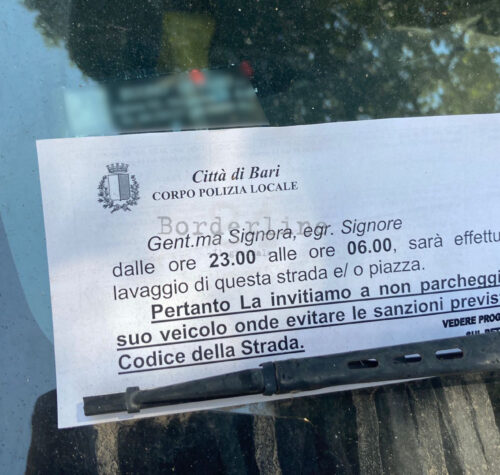 Città di Bari
CORPO POLIZIA LOCALE
Borderline
Gent.ma Signora, egr. Signore
dalle ore 23.00 alle ore 06.00, sarà effettu
lavaggio di questa strada e/ o piazza.
Pertanto La invitiamo a non parcheggi
suo veicolo onde evitare le sanzioni previs
Codice della Strada.
VEDERE PROG
SUL RET